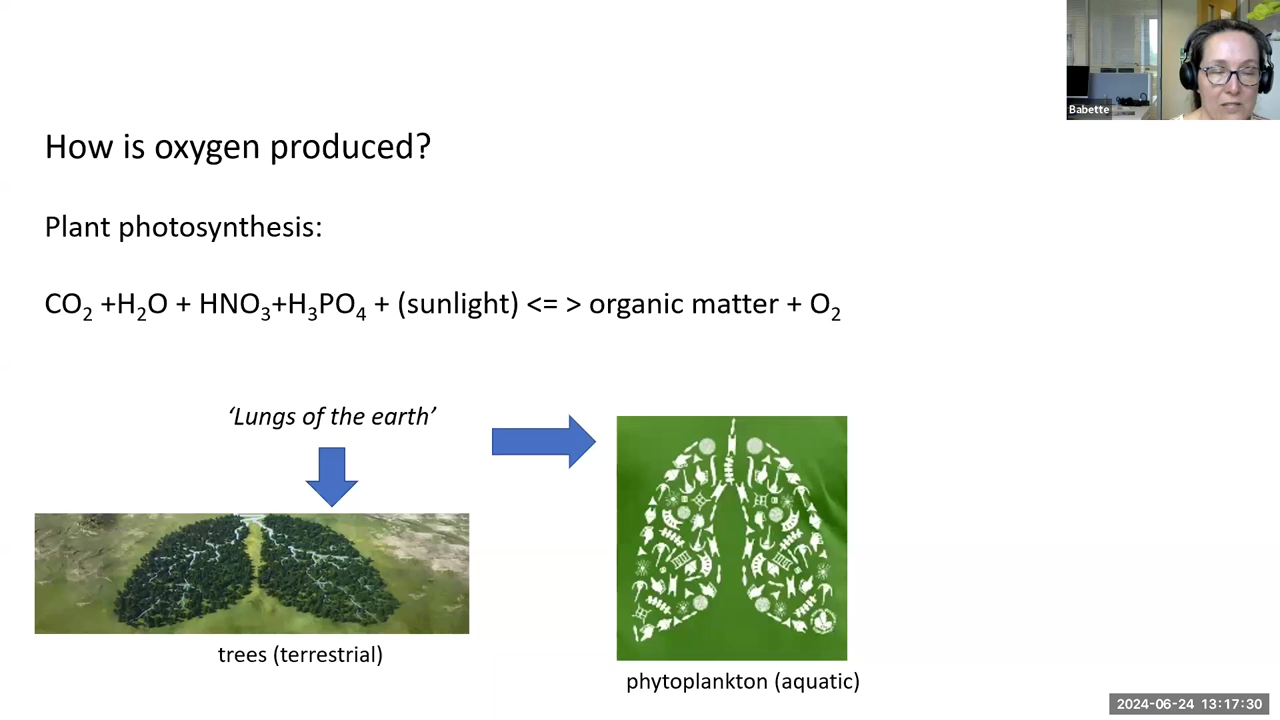 Babette
How is oxygen produced?
Plant photosynthesis:
CO₂ +H₂O + HNO₃+H₃PO₄ + (sunlight) <= > organic matter + O₂
‘Lungs of the earth’
trees (terrestrial)
phytoplankton (aquatic)
2024-06-24 13:17:30